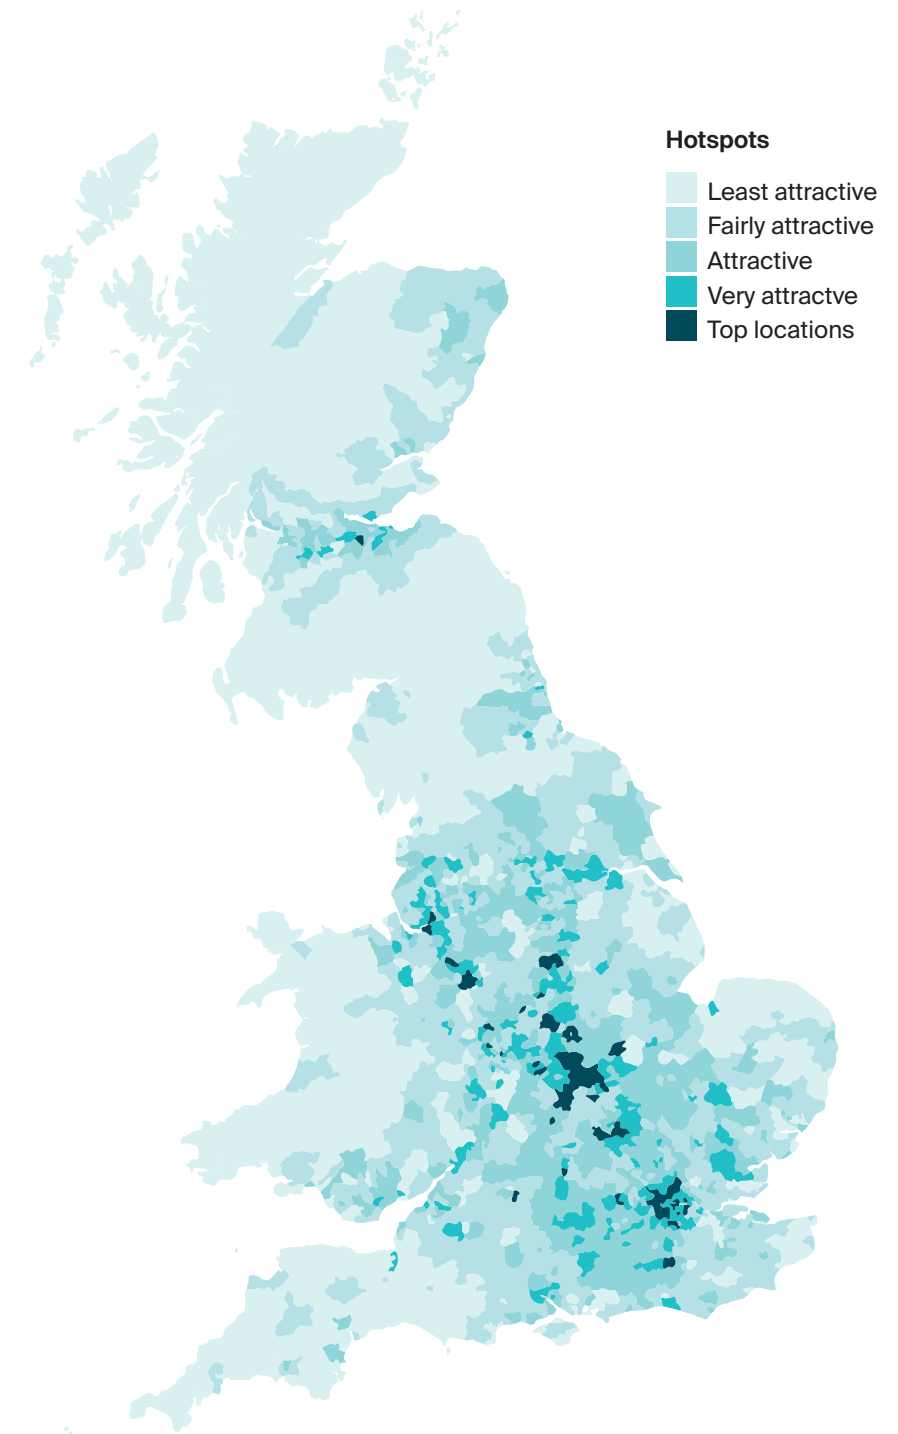 Hotspots
Least attractive
Fairly attractive
Attractive
Very attractve
Top locations